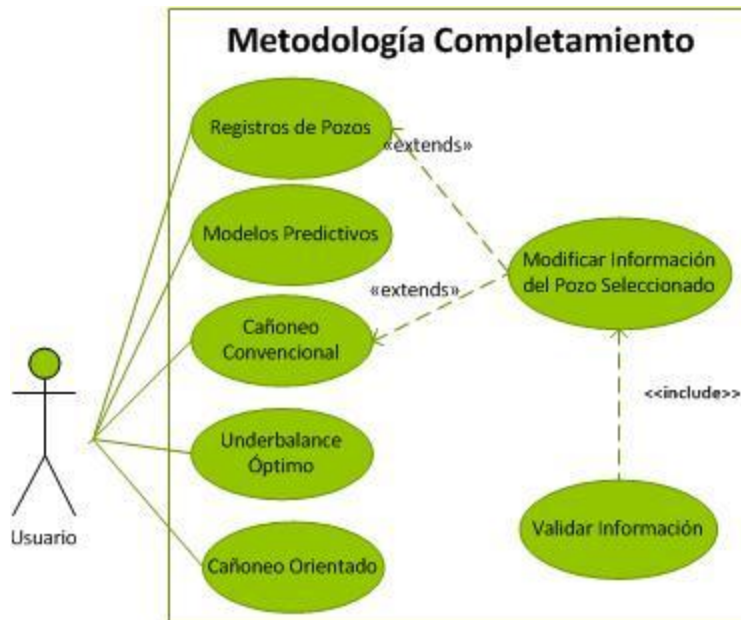 Metodología Completamiento
Registros de Pozos
«extends»
Modelos Predictivos
Modificar Información
del Pozo Seleccionado
«extends»
Cañoneo
Convencional
<<include>>
Underbalance
Óptimo
Usuario
Validar Información
Cañoneo Orientado